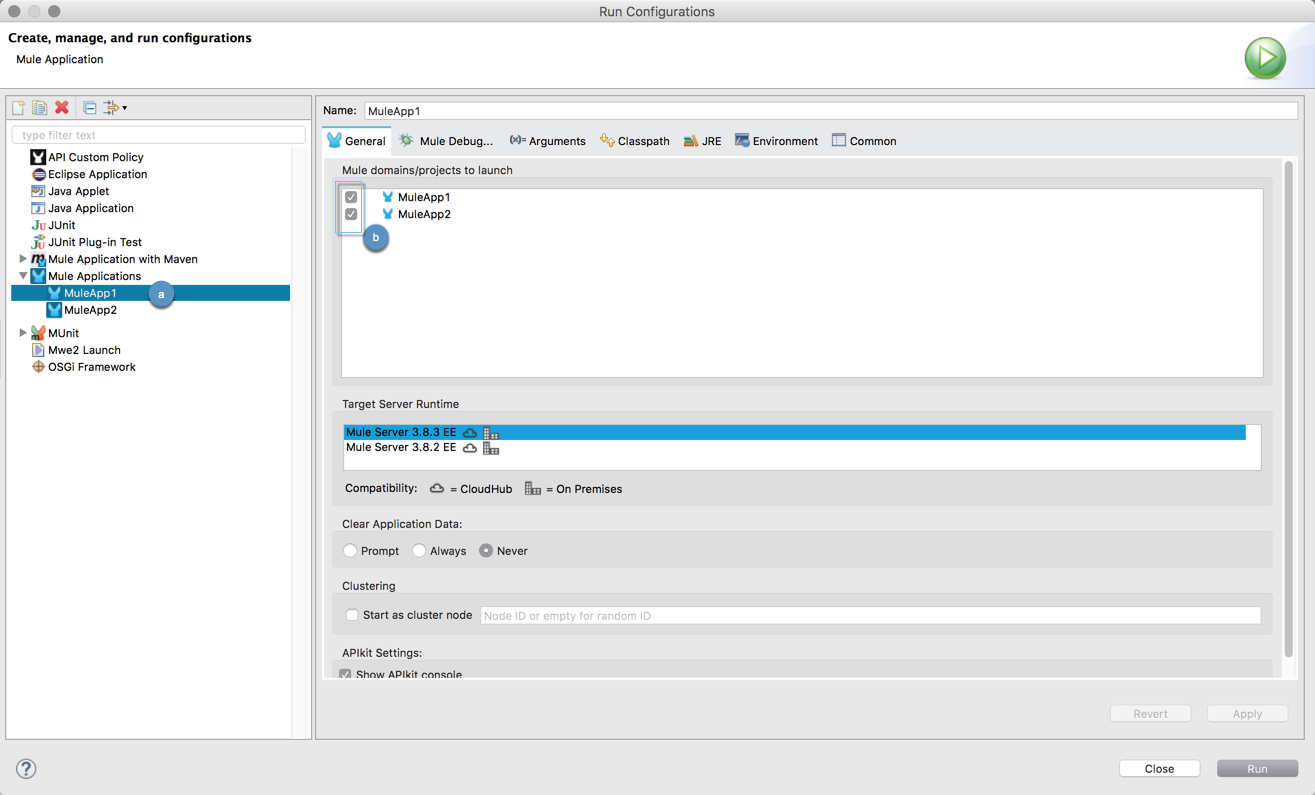 Run Configurations
Create, manage, and run configurations
Mule Application
type filter text
API Custom Policy
Eclipse Application
Java Applet
Java Application
JUnit
JUnit Plug-in Test
Mule Application with Maven
Mule Applications
MuleApp1
a
MuleApp2
MUnit
Mwe2 Launch
OSGi Framework
Name: MuleApp1
General Mule Debug... (x)= Arguments Classpath JRE Environment Common
Mule domains/projects to launch
MuleApp1
MuleApp2
b
Target Server Runtime
Mule Server 3.8.3 EE
Mule Server 3.8.2 EE
Compatibility: = CloudHub = On Premises
Clear Application Data:
Prompt Always Never
Clustering
Start as cluster node Node ID or empty for random ID
APIkit Settings:
Show APIkit console
Revert Apply
? Close Run